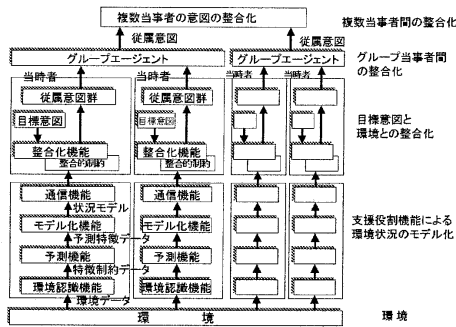 複数当事者の意図の整合化
複数当事者間の整合化
従属意図
従属意図
グループエージェント
グループエージェント
グループ当事者間
の整合化
当時者
当時者
当時者
当時者
従属意図群
従属意図群
目標意図
目標意図
目標意図と
環境との整合化
整合化機能
整合化機能
整合的制約
整合的制約
通信機能
通信機能
状況モデル
モデル化機能
モデル化機能
支援役割機能による
環境状況のモデル化
予測特徴データ
予測機能
予測機能
特徴制約データ
環境認識機能
環境認識機能
環境データ
環 境
環 境